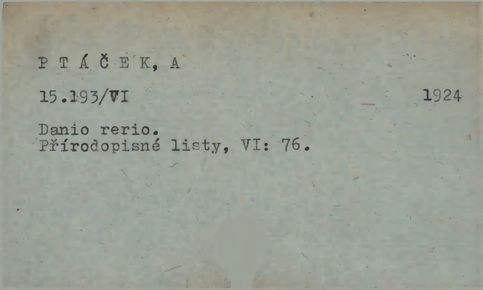 P T Á Č E K, A
15.193/VI 1924
Danio rerio.
Přírodopisné listy, VI: 76.